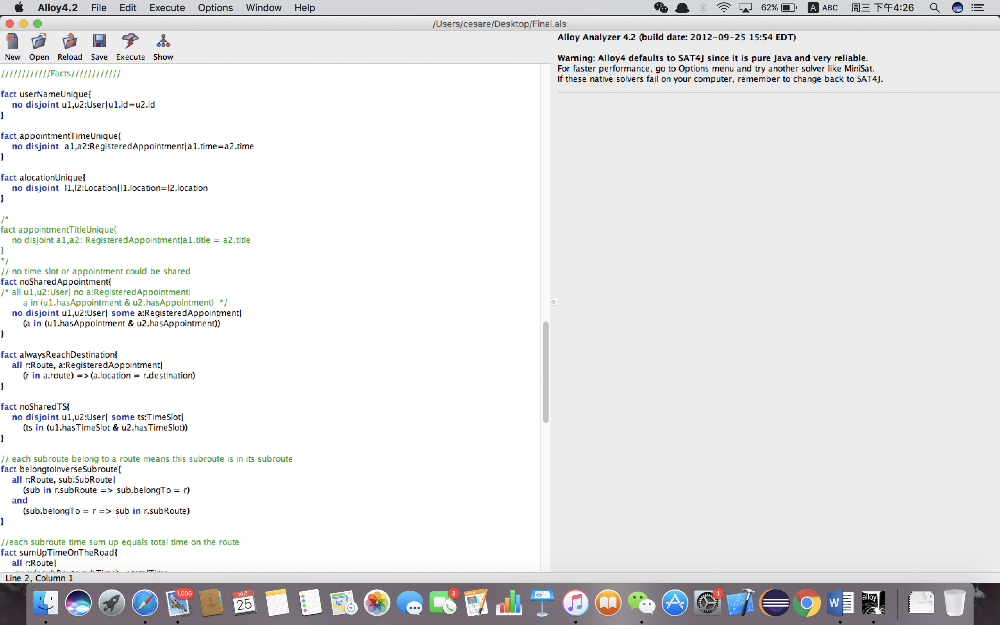 Alloy4.2 File Edit Execute Options Window Help 62% A ABC 周三 下午4:26
/Users/cesare/Desktop/Final.als
New Open Reload Save Execute Show
////////////Facts////////////
fact userNameUnique{
no disjoint u1,u2:User|u1.id=u2.id
}
fact appointmentTimeUnique{
no disjoint a1,a2:RegisteredAppointment|a1.time=a2.time
}
fact alocationUnique{
no disjoint l1,l2:Location|l1.location=l2.location
}
/*
fact appointmentTitleUnique{
no disjoint a1,a2: RegisteredAppointment|a1.title = a2.title
}
*/
// no time slot or appointment could be shared
fact noSharedAppointment{
/* all u1,u2:User| no a:RegisteredAppointment|
a in (u1.hasAppointment & u2.hasAppointment) */
no disjoint u1,u2:User| some a:RegisteredAppointment|
(a in (u1.hasAppointment & u2.hasAppointment))
}
fact alwaysReachDestination{
all r:Route, a:RegisteredAppointment|
(r in a.route) =>(a.location = r.destination)
}
fact noSharedTS{
no disjoint u1,u2:User| some ts:TimeSlot|
(ts in (u1.hasTimeSlot & u2.hasTimeSlot))
}
// each subroute belong to a route means this subroute is in its subroute
fact belongtoInverseSubroute{
all r:Route, sub:SubRoute|
(sub in r.subRoute => sub.belongTo = r)
and
(sub.belongTo = r => sub in r.subRoute)
}
//each subroute time sum up equals total time on the route
fact sumUpTimeOnTheRoad{
all r:Route|
Line 2, Column 1
Alloy Analyzer 4.2 (build date: 2012-09-25 15:54 EDT)
Warning: Alloy4 defaults to SAT4J since it is pure Java and very reliable.
For faster performance, go to Options menu and try another solver like MiniSat.
If these native solvers fail on your computer, remember to change back to SAT4J.
1,006
10月
25
280
3D
3
PAGES
1
W
alloy